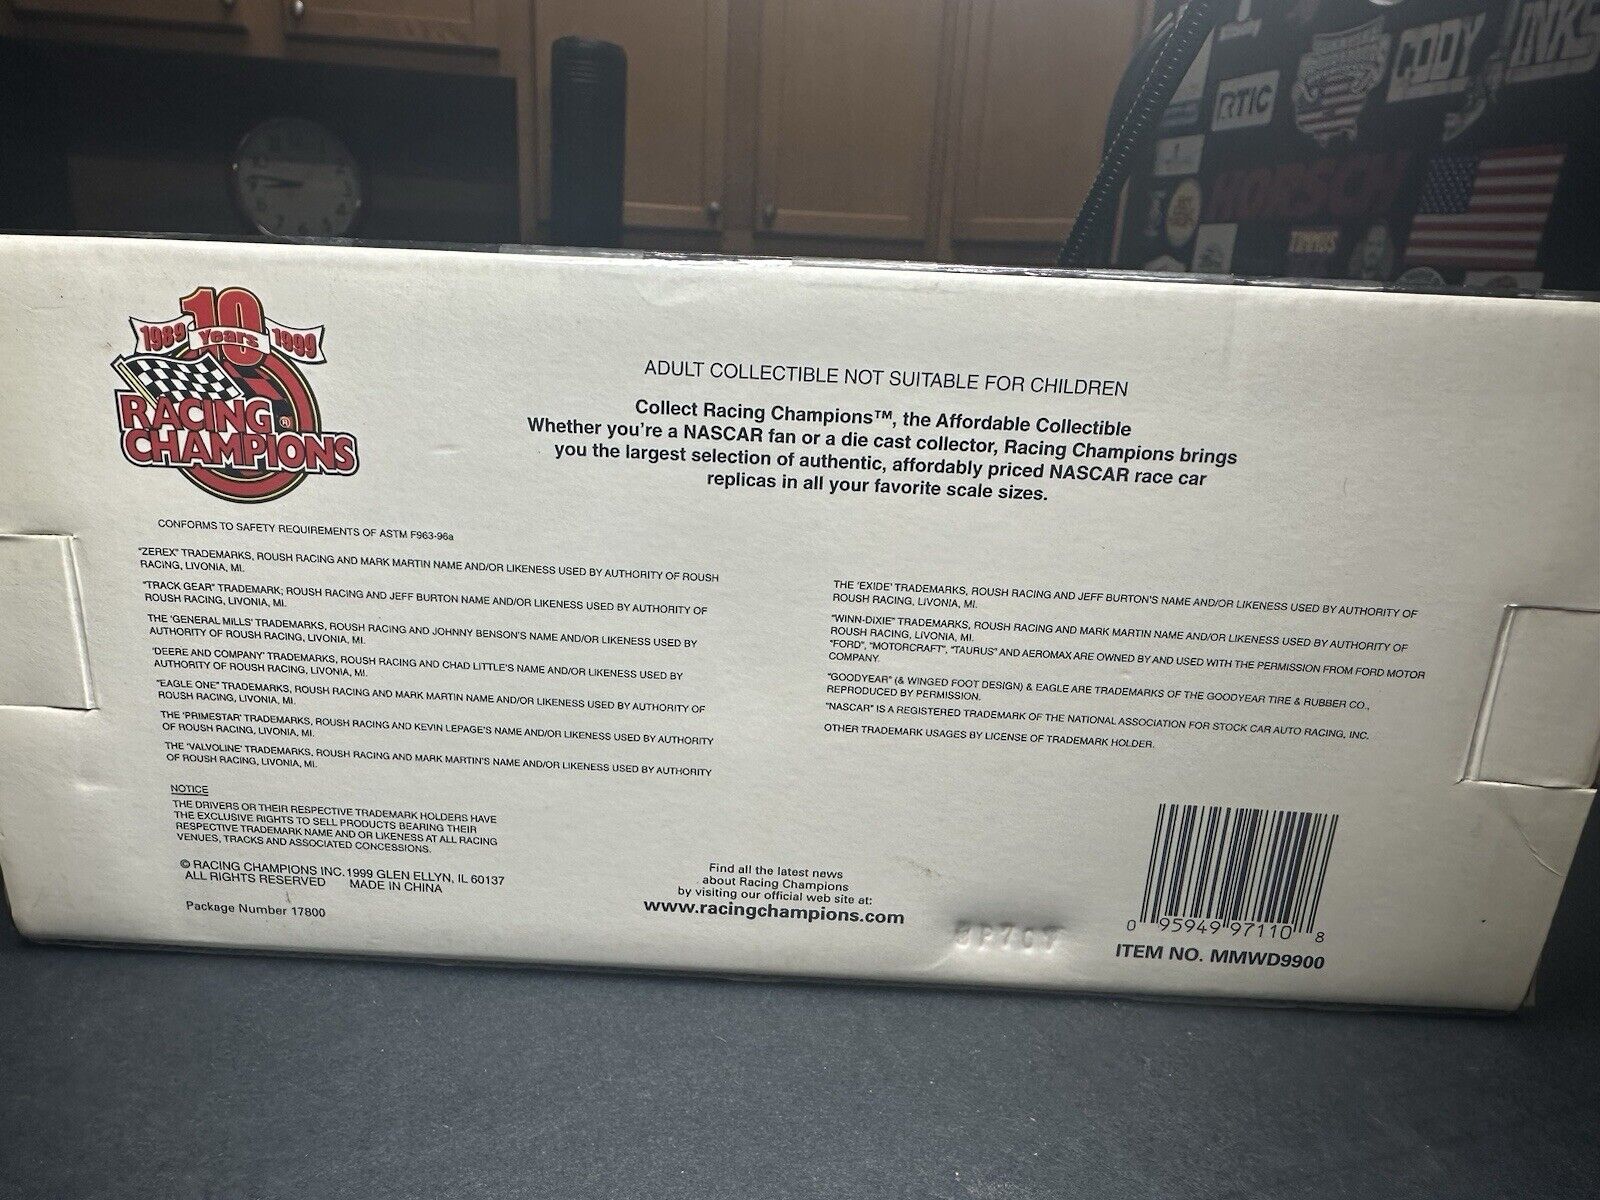 RTIC
CODY
INKS
HORSCH
TITUS
1989 10 Years 1999
RACING ®
CHAMPIONS
ADULT COLLECTIBLE NOT SUITABLE FOR CHILDREN
Collect Racing Champions™, the Affordable Collectible
Whether you're a NASCAR fan or a die cast collector, Racing Champions brings
you the largest selection of authentic, affordably priced NASCAR race car
replicas in all your favorite scale sizes.
CONFORMS TO SAFETY REQUIREMENTS OF ASTM F963-96a
"ZEREX" TRADEMARKS, ROUSH RACING AND MARK MARTIN NAME AND/OR LIKENESS USED BY AUTHORITY OF ROUSH
RACING, LIVONIA, MI.
"TRACK GEAR" TRADEMARK; ROUSH RACING AND JEFF BURTON NAME AND/OR LIKENESS USED BY AUTHORITY OF
ROUSH RACING, LIVONIA, MI.
THE 'GENERAL MILLS' TRADEMARKS, ROUSH RACING AND JOHNNY BENSON'S NAME AND/OR LIKENESS USED BY
AUTHORITY OF ROUSH RACING, LIVONIA, MI.
'DEERE AND COMPANY' TRADEMARKS, ROUSH RACING AND CHAD LITTLE'S NAME AND/OR LIKENESS USED BY
AUTHORITY OF ROUSH RACING, LIVONIA, MI.
"EAGLE ONE" TRADEMARKS, ROUSH RACING AND MARK MARTIN NAME AND/OR LIKENESS USED BY AUTHORITY OF
ROUSH RACING, LIVONIA, MI.
THE 'PRIMESTAR' TRADEMARKS, ROUSH RACING AND KEVIN LEPAGE'S NAME AND/OR LIKENESS USED BY AUTHORITY
OF ROUSH RACING, LIVONIA, MI.
THE 'VALVOLINE' TRADEMARKS, ROUSH RACING AND MARK MARTIN'S NAME AND/OR LIKENESS USED BY AUTHORITY
OF ROUSH RACING, LIVONIA, MI.
THE 'EXIDE' TRADEMARKS, ROUSH RACING AND JEFF BURTON'S NAME AND/OR LIKENESS USED BY AUTHORITY OF
ROUSH RACING, LIVONIA, MI.
"WINN-DIXIE" TRADEMARKS, ROUSH RACING AND MARK MARTIN NAME AND/OR LIKENESS USED BY AUTHORITY OF
ROUSH RACING, LIVONIA, MI.
"FORD", "MOTORCRAFT", "TAURUS" AND AEROMAX ARE OWNED BY AND USED WITH THE PERMISSION FROM FORD MOTOR
COMPANY.
"GOODYEAR" (& WINGED FOOT DESIGN) & EAGLE ARE TRADEMARKS OF THE GOODYEAR TIRE & RUBBER CO.,
REPRODUCED BY PERMISSION.
"NASCAR" IS A REGISTERED TRADEMARK OF THE NATIONAL ASSOCIATION FOR STOCK CAR AUTO RACING, INC.
OTHER TRADEMARK USAGES BY LICENSE OF TRADEMARK HOLDER.
NOTICE
THE DRIVERS OR THEIR RESPECTIVE TRADEMARK HOLDERS HAVE
THE EXCLUSIVE RIGHTS TO SELL PRODUCTS BEARING THEIR
RESPECTIVE TRADEMARK NAME AND OR LIKENESS AT ALL RACING
VENUES, TRACKS AND ASSOCIATED CONCESSIONS.
© RACING CHAMPIONS INC. 1999 GLEN ELLYN, IL 60137
ALL RIGHTS RESERVED MADE IN CHINA
Package Number 17800
Find all the latest news
about Racing Champions
by visiting our official web site at:
www.racingchampions.com
0 95949 97110 8
ITEM NO. MMWD9900